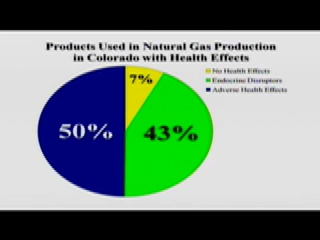 Products Used in Natural Gas Production
in Colorado with Health Effects
No Health Effects
Endocrine Disruptors
Adverse Health Effects
7%
50%
43%